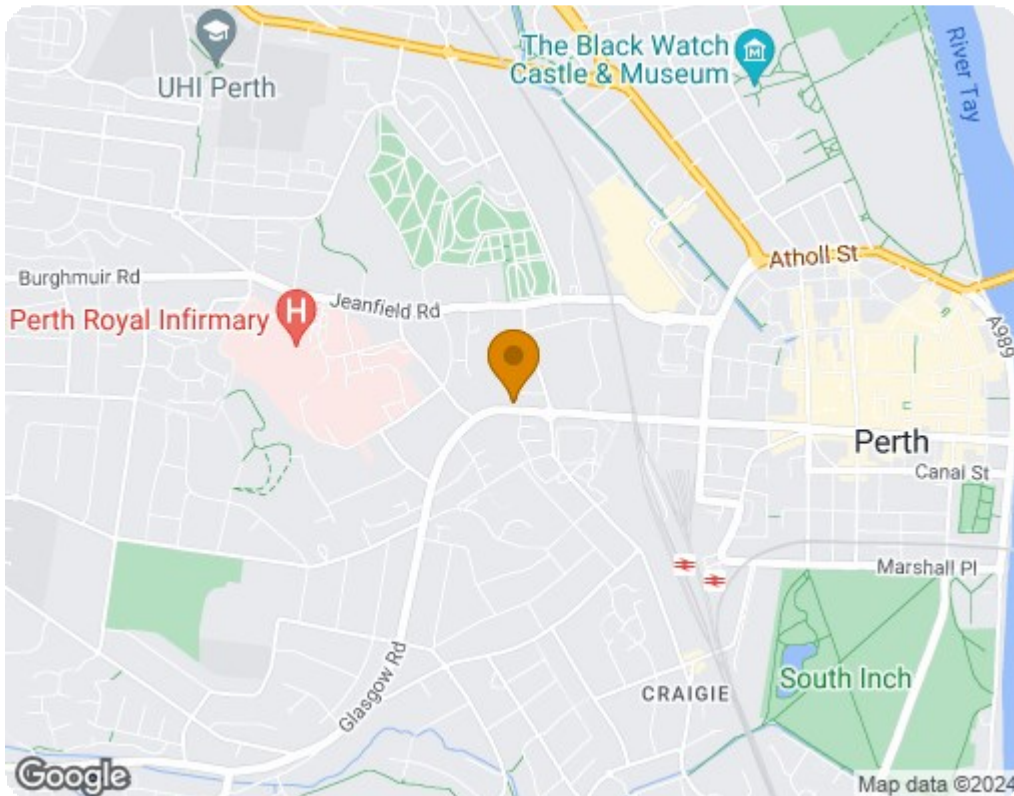 River Tay
The Black Watch
Castle & Museum
UHI Perth
Atholl St
Burghmuir Rd
Jeanfield Rd
Perth Royal Infirmary
H
A989
Perth
Canal St
Marshall Pl
Glasgow Rd
South Inch
CRAIGIE
Google
Map data ©2024